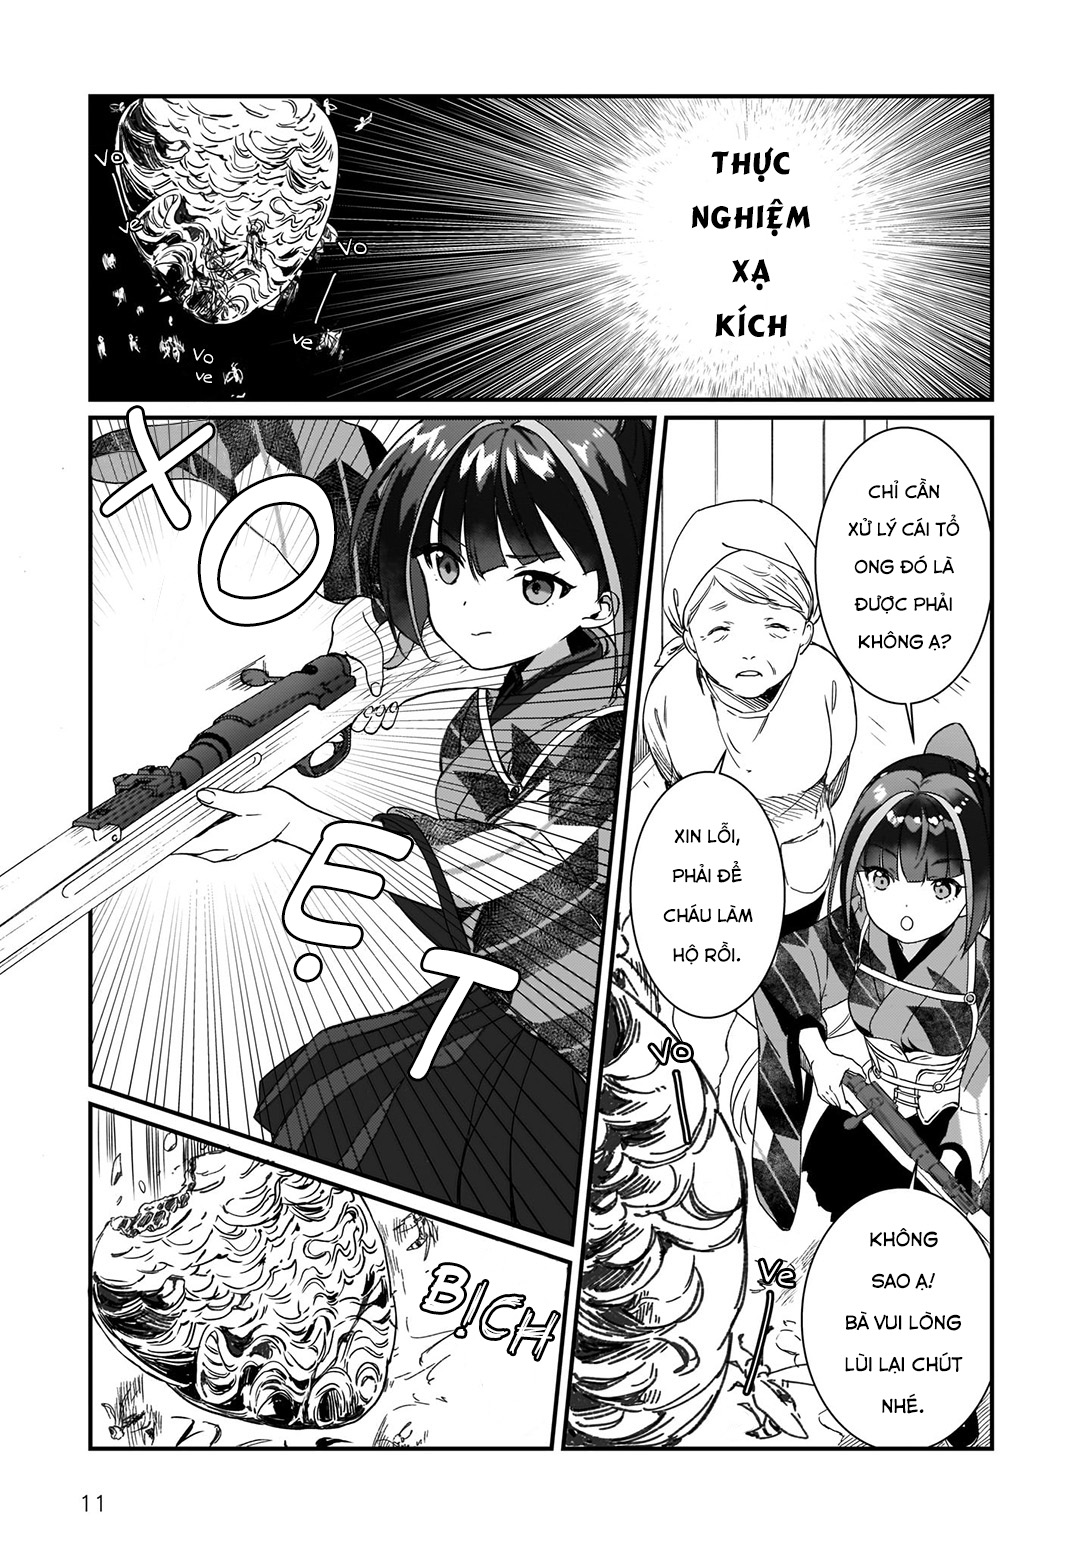 THỰC
NGHIỆM
XẠ
KÍCH
Vo
ve
Vo
ve
Vo
ve
CHỈ CẦN
XỬ LÝ CÁI TỔ
ONG ĐÓ LÀ
ĐƯỢC PHẢI
KHÔNG Ạ?
XIN LỖI,
PHẢI ĐỂ
CHÁU LÀM
HỘ RỒI.
Vo
Ve
KHÔNG
SAO Ạ!
BÀ VUI LÒNG
LÙI LẠI CHÚT
NHÉ.
XOẸT
BỊCH
11